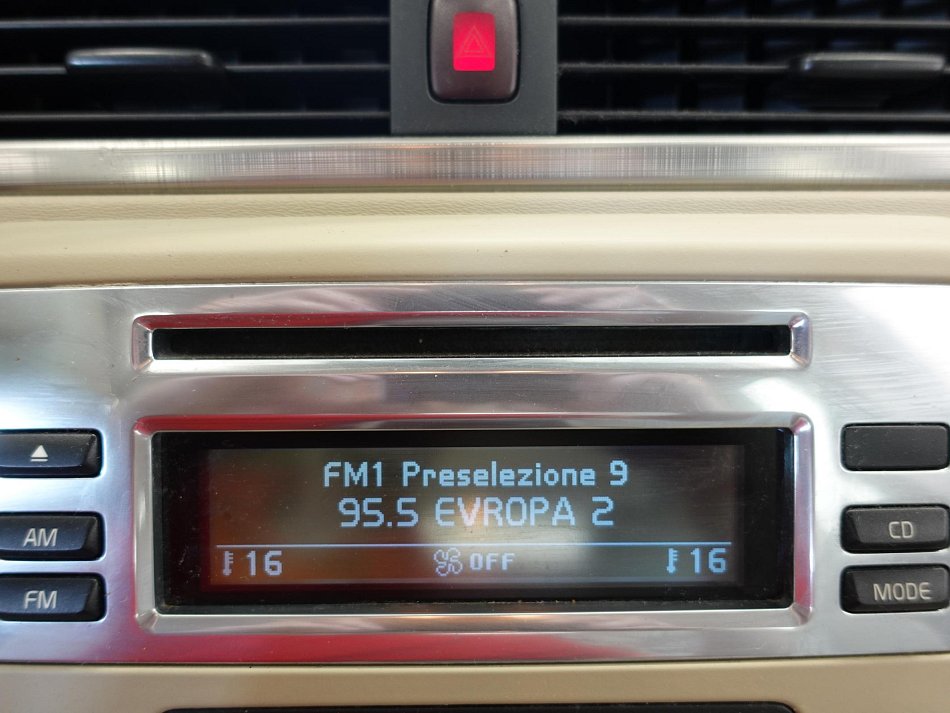 FM1 Preselezione 9
95.5 EVROPA 2
16 OFF 16
AM
FM
CD
MODE